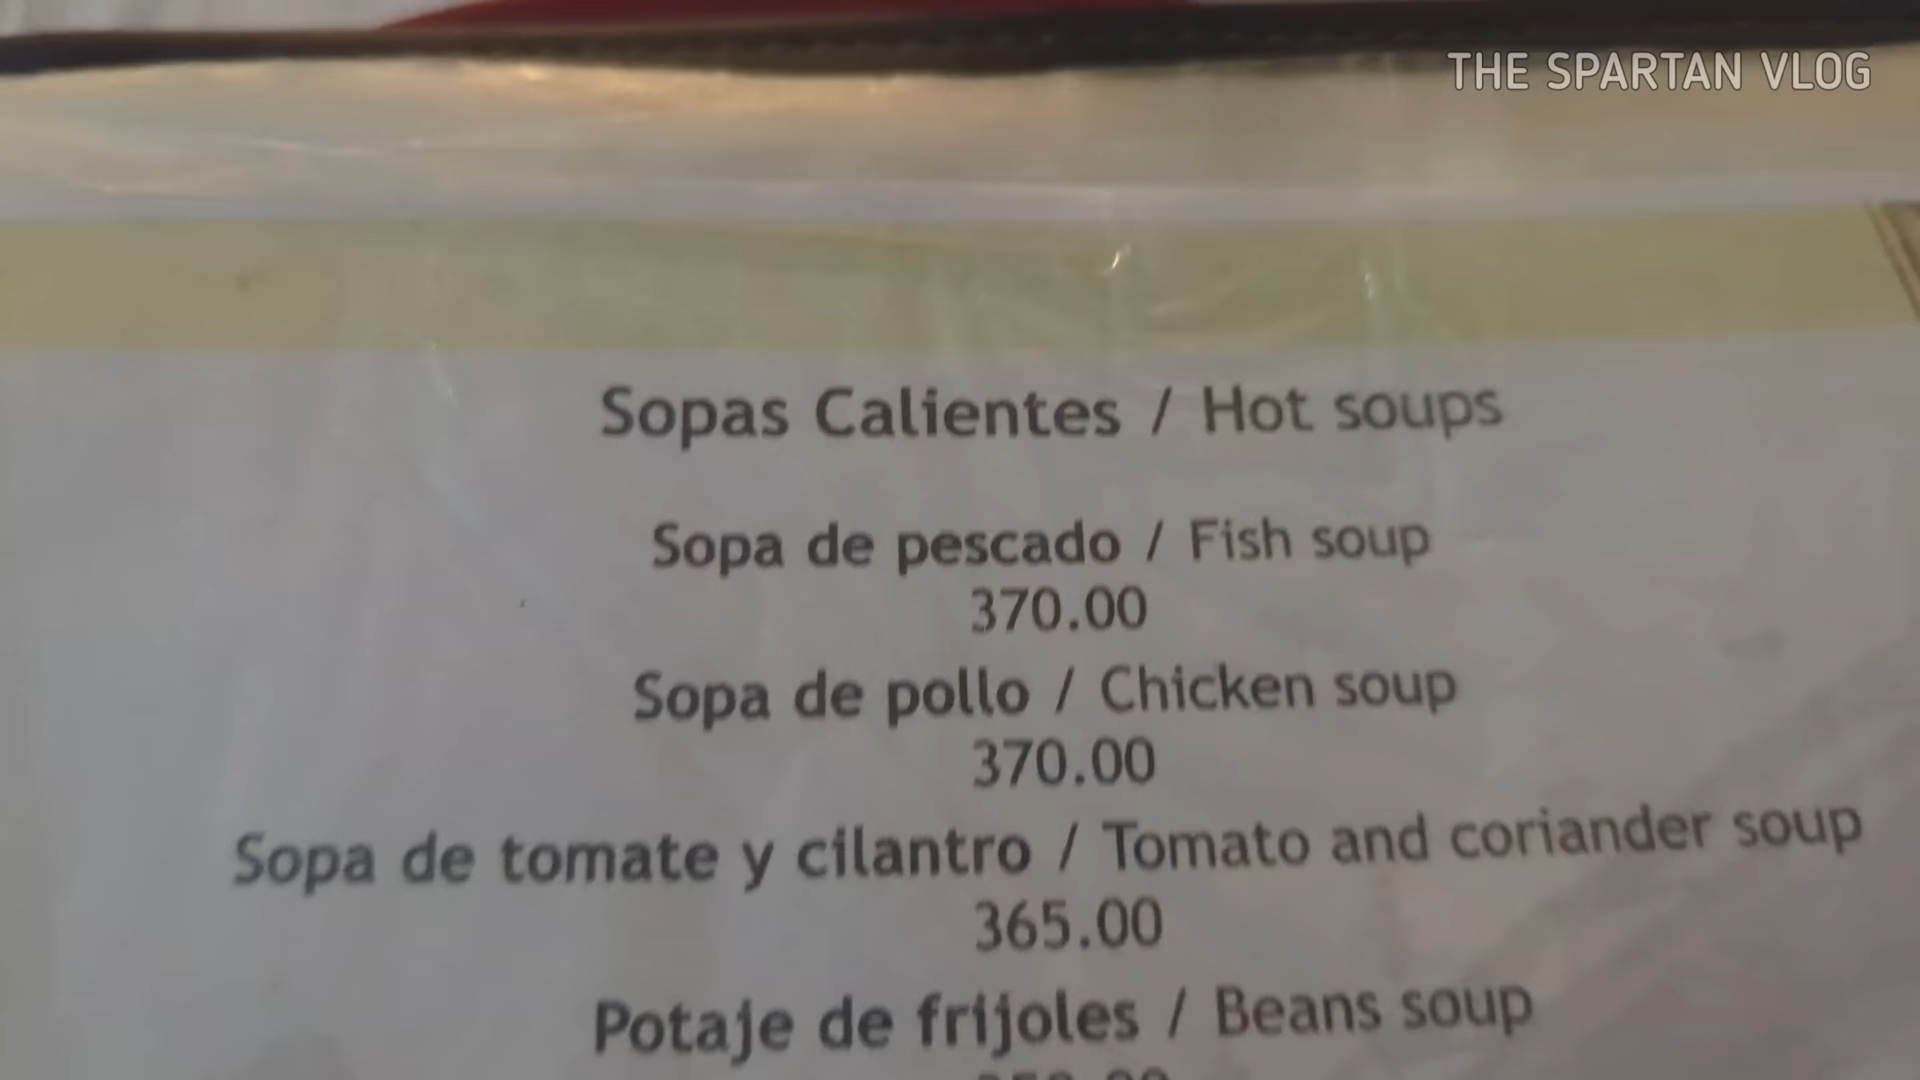 THE SPARTAN VLOG
Sopas Calientes / Hot soups
Sopa de pescado / Fish soup
370.00
Sopa de pollo / Chicken soup
370.00
Sopa de tomate y cilantro / Tomato and coriander soup
365.00
Potaje de frijoles / Beans soup